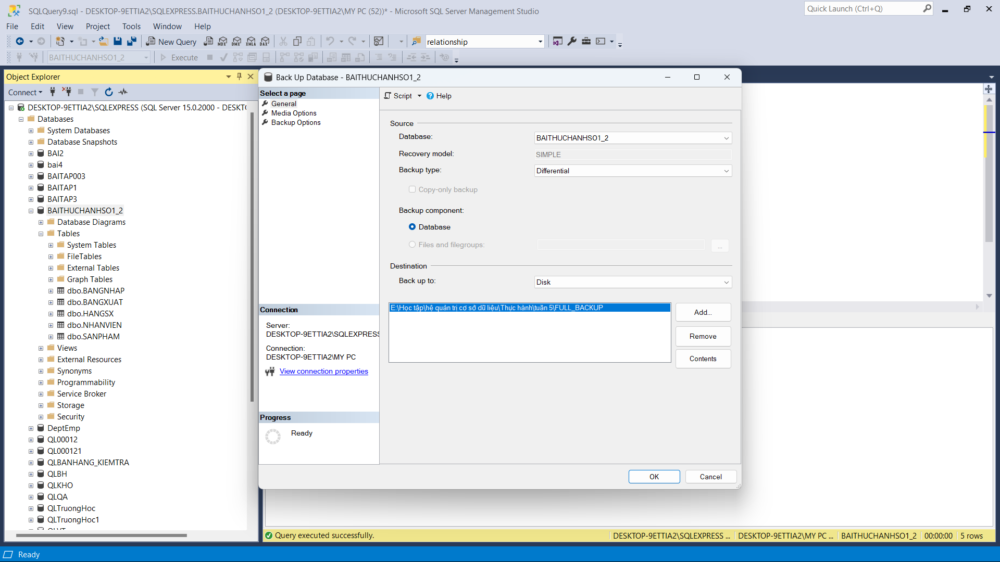 SQLQuery9.sql - DESKTOP-9ETTIA2\SQLEXPRESS.BAITHUCHANHSO1_2 (DESKTOP-9ETTIA2\MY PC (52))* - Microsoft SQL Server Management Studio
Quick Launch (Ctrl+Q)
File Edit View Project Tools Window Help
New Query
MDX DMX XMLA DAX
relationship
BAITHUCHANHSO1_2
Execute
Object Explorer
Connect
DESKTOP-9ETTIA2\SQLEXPRESS (SQL Server 15.0.2000 - DESKTO
Databases
System Databases
Database Snapshots
BAI2
bai4
BAITAP003
BAITAP1
BAITAP3
BAITHUCHANHSO1_2
Database Diagrams
Tables
System Tables
FileTables
External Tables
Graph Tables
dbo.BANGNHAP
dbo.BANGXUAT
dbo.HANGSX
dbo.NHANVIEN
dbo.SANPHAM
Views
External Resources
Synonyms
Programmability
Service Broker
Storage
Security
DeptEmp
QL00012
QL000121
QLBANHANG_KIEMTRA
QLBH
QLKHO
QLQA
QLTruongHoc
QLTruongHoc1
Back Up Database - BAITHUCHANHSO1_2
Select a page
General
Media Options
Backup Options
Connection
Server:
DESKTOP-9ETTIA2\SQLEXPRESS
Connection:
DESKTOP-9ETTIA2\MY PC
View connection properties
Progress
Ready
Script
Help
Source
Database:
BAITHUCHANHSO1_2
Recovery model:
SIMPLE
Backup type:
Differential
Copy-only backup
Backup component:
Database
Files and filegroups:
...
Destination
Back up to:
Disk
E:\Học tập\hệ quản trị cơ sở dữ liệu\Thực hành\tuần 5\FULL_BACKUP
Add...
Remove
Contents
OK
Cancel
Query executed successfully.
DESKTOP-9ETTIA2\SQLEXPRESS ...
DESKTOP-9ETTIA2\MY PC ...
BAITHUCHANHSO1_2
00:00:00
5 rows
Ready